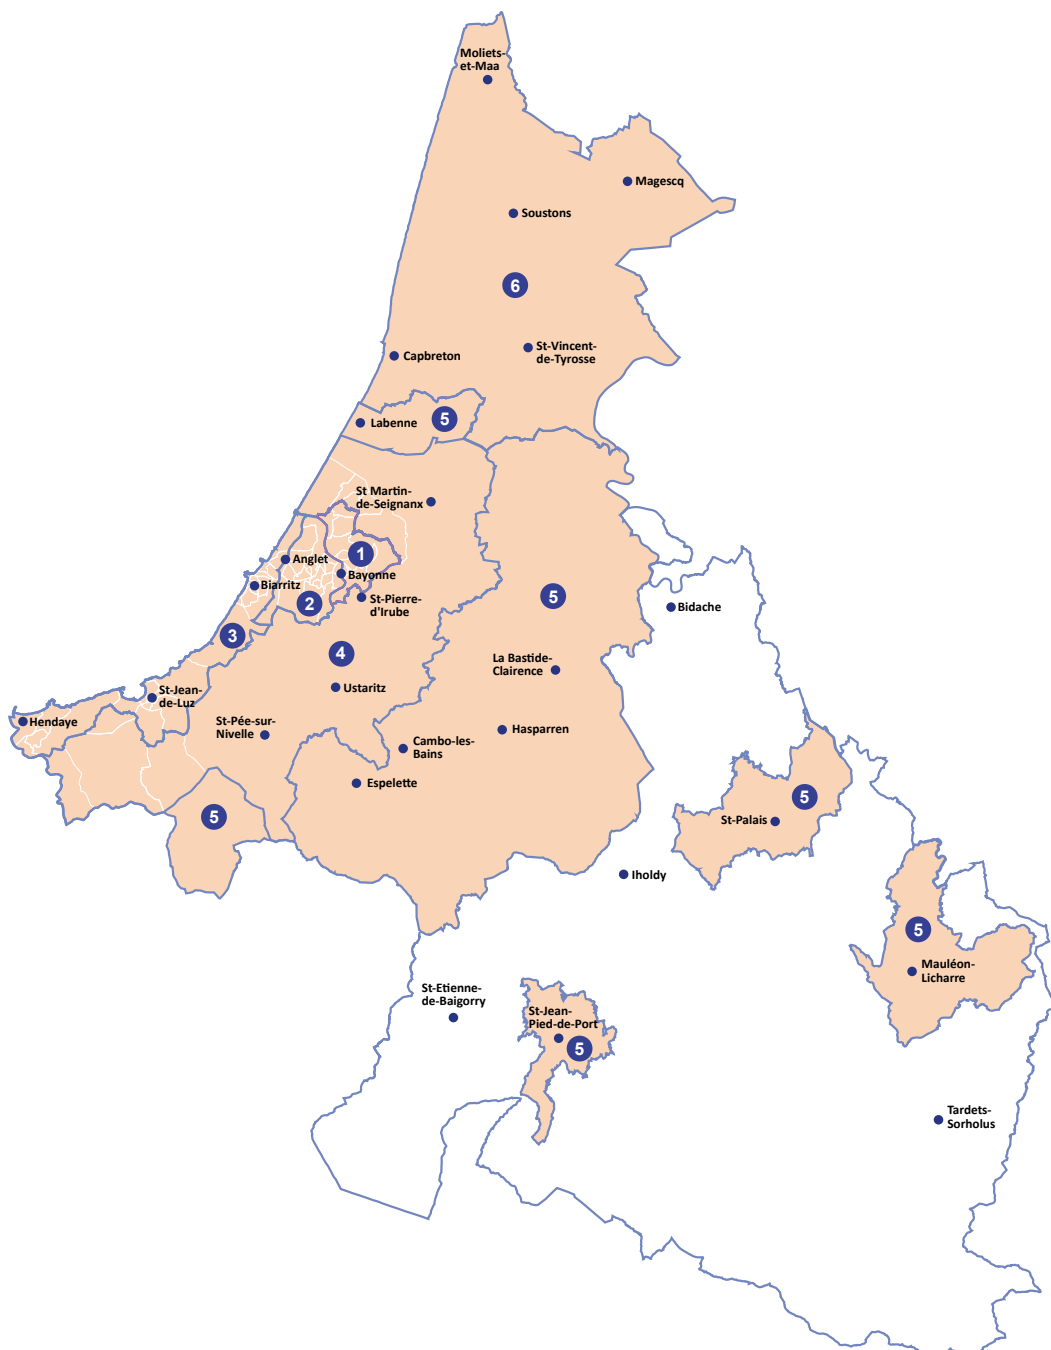 Moliets-
et-Maa
Magescq
Soustons
6
St-Vincent-
de-Tyrosse
Capbreton
5
Labenne
St Martin-
de-Seignanx
1
Anglet
Bayonne
Biarritz
2
St-Pierre-
d'Irube
5
Bidache
3
4
La Bastide-
Clairence
Ustaritz
St-Jean-
de-Luz
Hendaye
St-Pée-sur-
Nivelle
Hasparren
Cambo-les-
Bains
Espelette
5
5
St-Palais
Iholdy
5
Mauléon-
Licharre
St-Etienne-
de-Baigorry
St-Jean-
Pied-de-Port
5
Tardets-
Sorholus